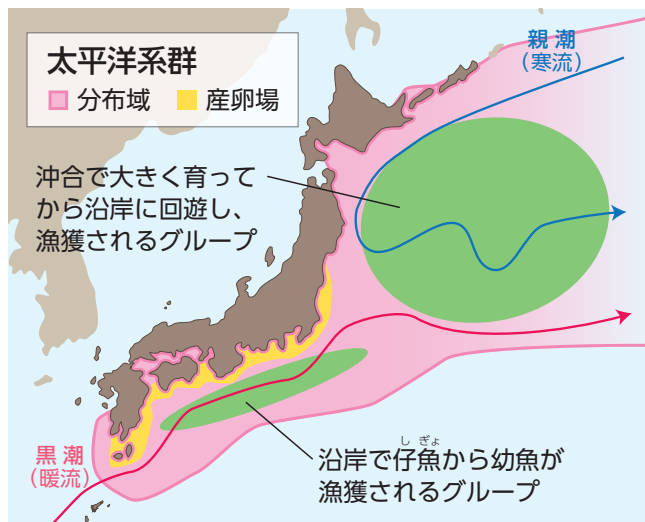 太平洋系群
分布域 産卵場
親潮
(寒流)
沖合で大きく育って
から沿岸に回遊し、
漁獲されるグループ
黒潮
(暖流)
しぎょ
沿岸で仔魚から幼魚が
漁獲されるグループ